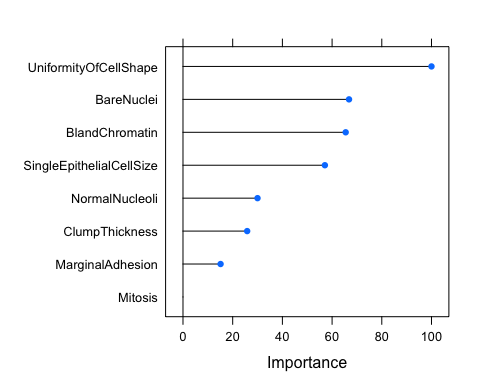 UniformityOfCellShape
BareNuclei
BlandChromatin
SingleEpithelialCellSize
NormalNucleoli
ClumpThickness
MarginalAdhesion
Mitosis
0 20 40 60 80 100
Importance